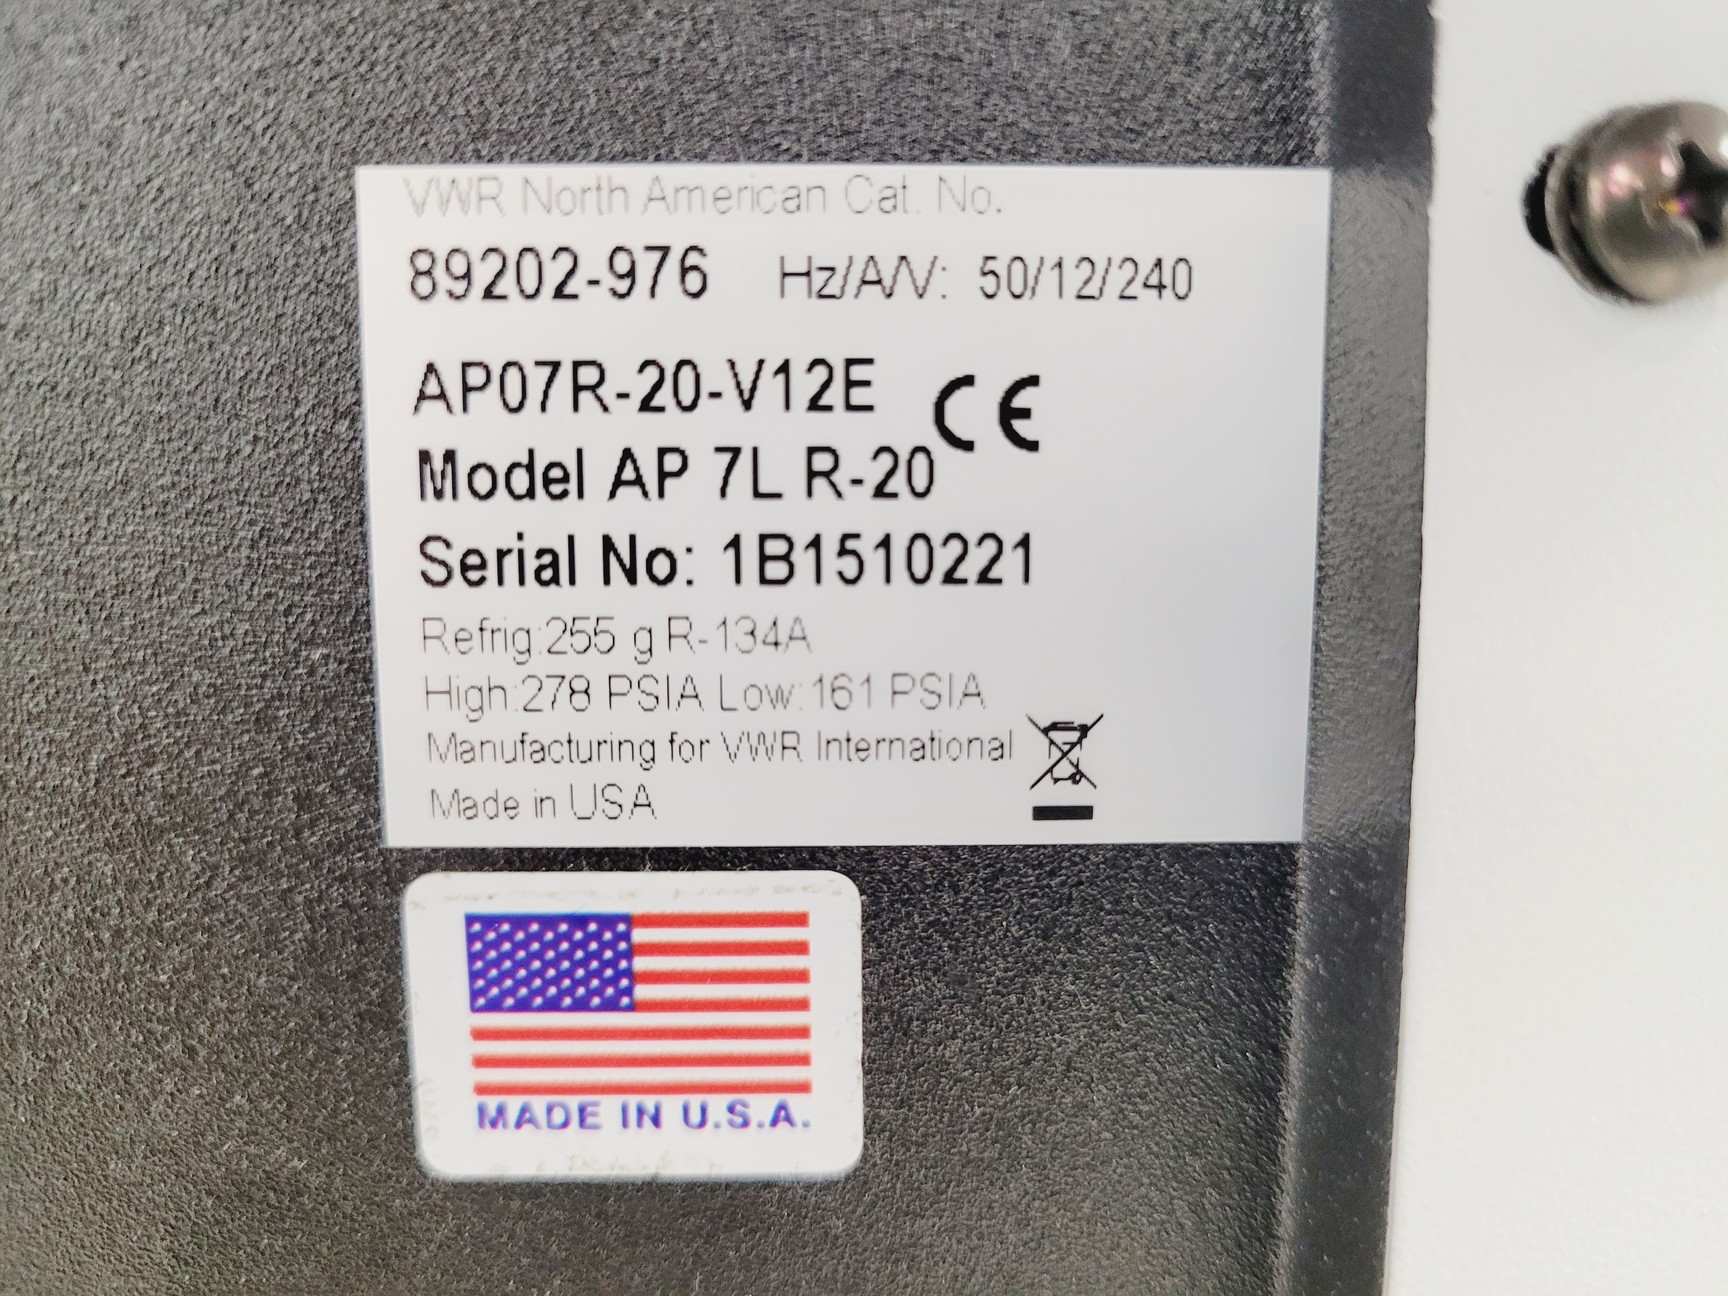 VWR North American Cat. No.
89202-976 Hz/A/V: 50/12/240
AP07R-20-V12E CE
Model AP 7L R-20
Serial No: 1B1510221
Refrig:255 g R-134A
High:278 PSIA Low:161 PSIA
Manufacturing for VWR International
Made in USA
MADE IN U.S.A.